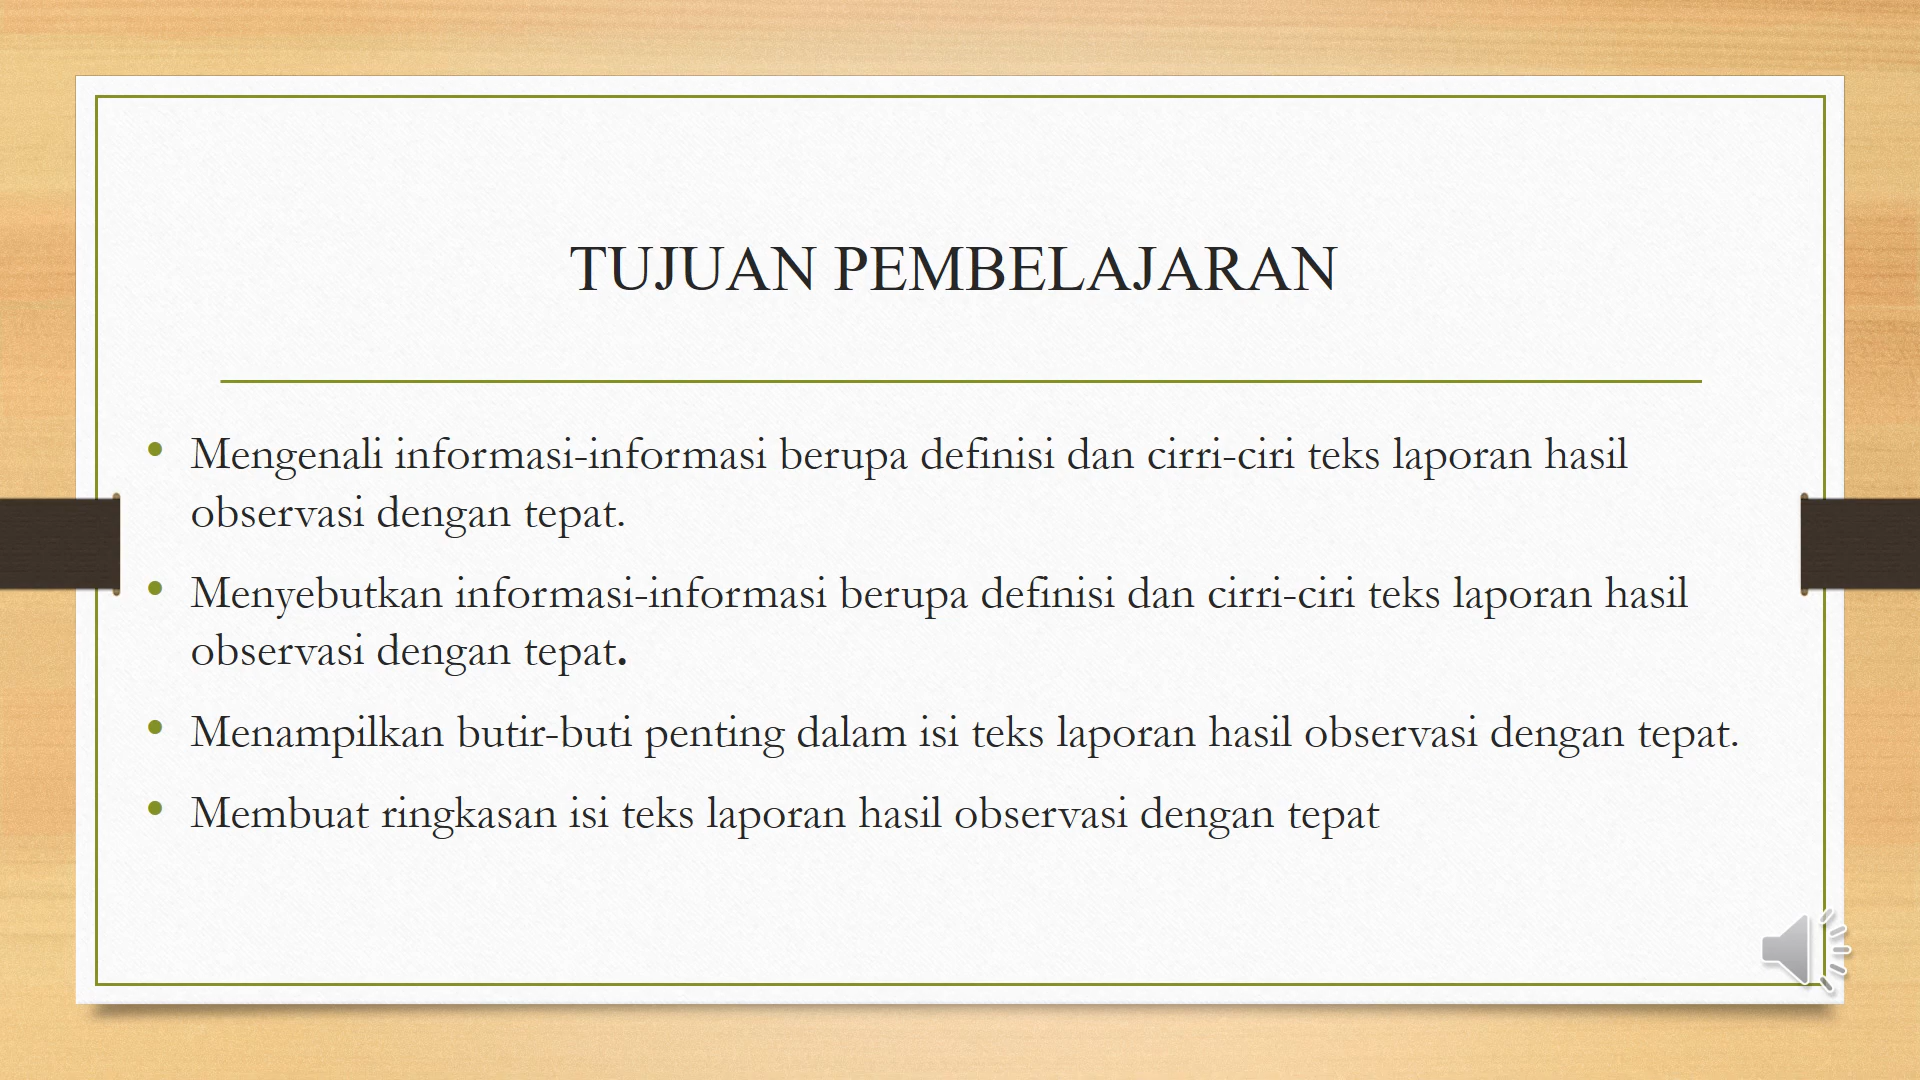 TUJUAN PEMBELAJARAN
• Mengenali informasi-informasi berupa definisi dan cirri-ciri teks laporan hasil
observasi dengan tepat.
• Menyebutkan informasi-informasi berupa definisi dan cirri-ciri teks laporan hasil
observasi dengan tepat.
• Menampilkan butir-buti penting dalam isi teks laporan hasil observasi dengan tepat.
• Membuat ringkasan isi teks laporan hasil observasi dengan tepat